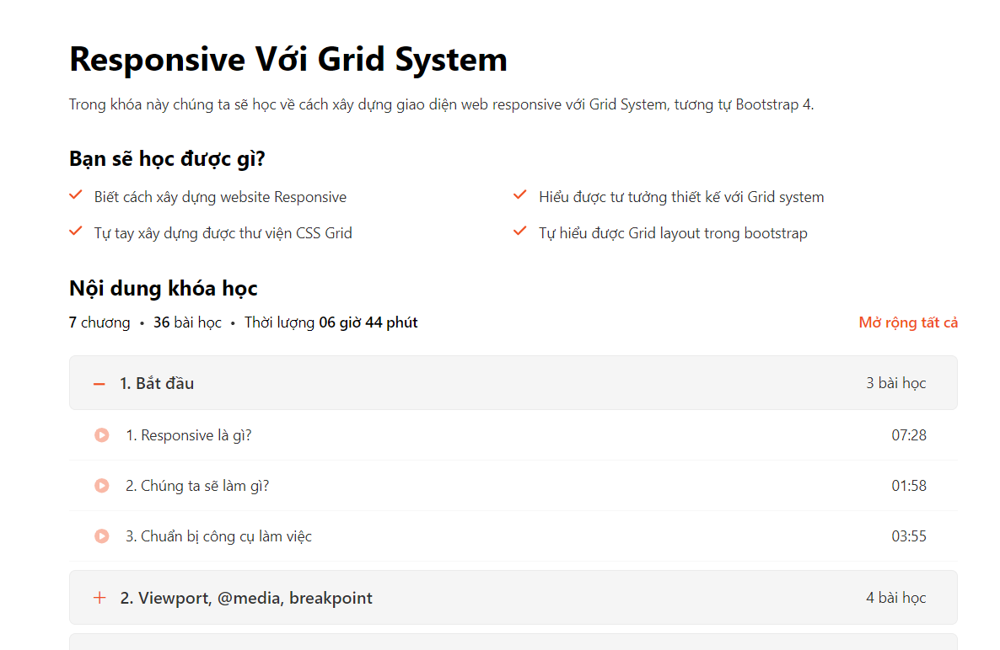 Responsive Với Grid System
Trong khóa này chúng ta sẽ học về cách xây dựng giao diện web responsive với Grid System, tương tự Bootstrap 4.
Bạn sẽ học được gì?
Biết cách xây dựng website Responsive
Hiểu được tư tưởng thiết kế với Grid system
Tự tay xây dựng được thư viện CSS Grid
Tự hiểu được Grid layout trong bootstrap
Nội dung khóa học
7 chương • 36 bài học • Thời lượng 06 giờ 44 phút
Mở rộng tất cả
1. Bắt đầu
3 bài học
1. Responsive là gì?
07:28
2. Chúng ta sẽ làm gì?
01:58
3. Chuẩn bị công cụ làm việc
03:55
2. Viewport, @media, breakpoint
4 bài học